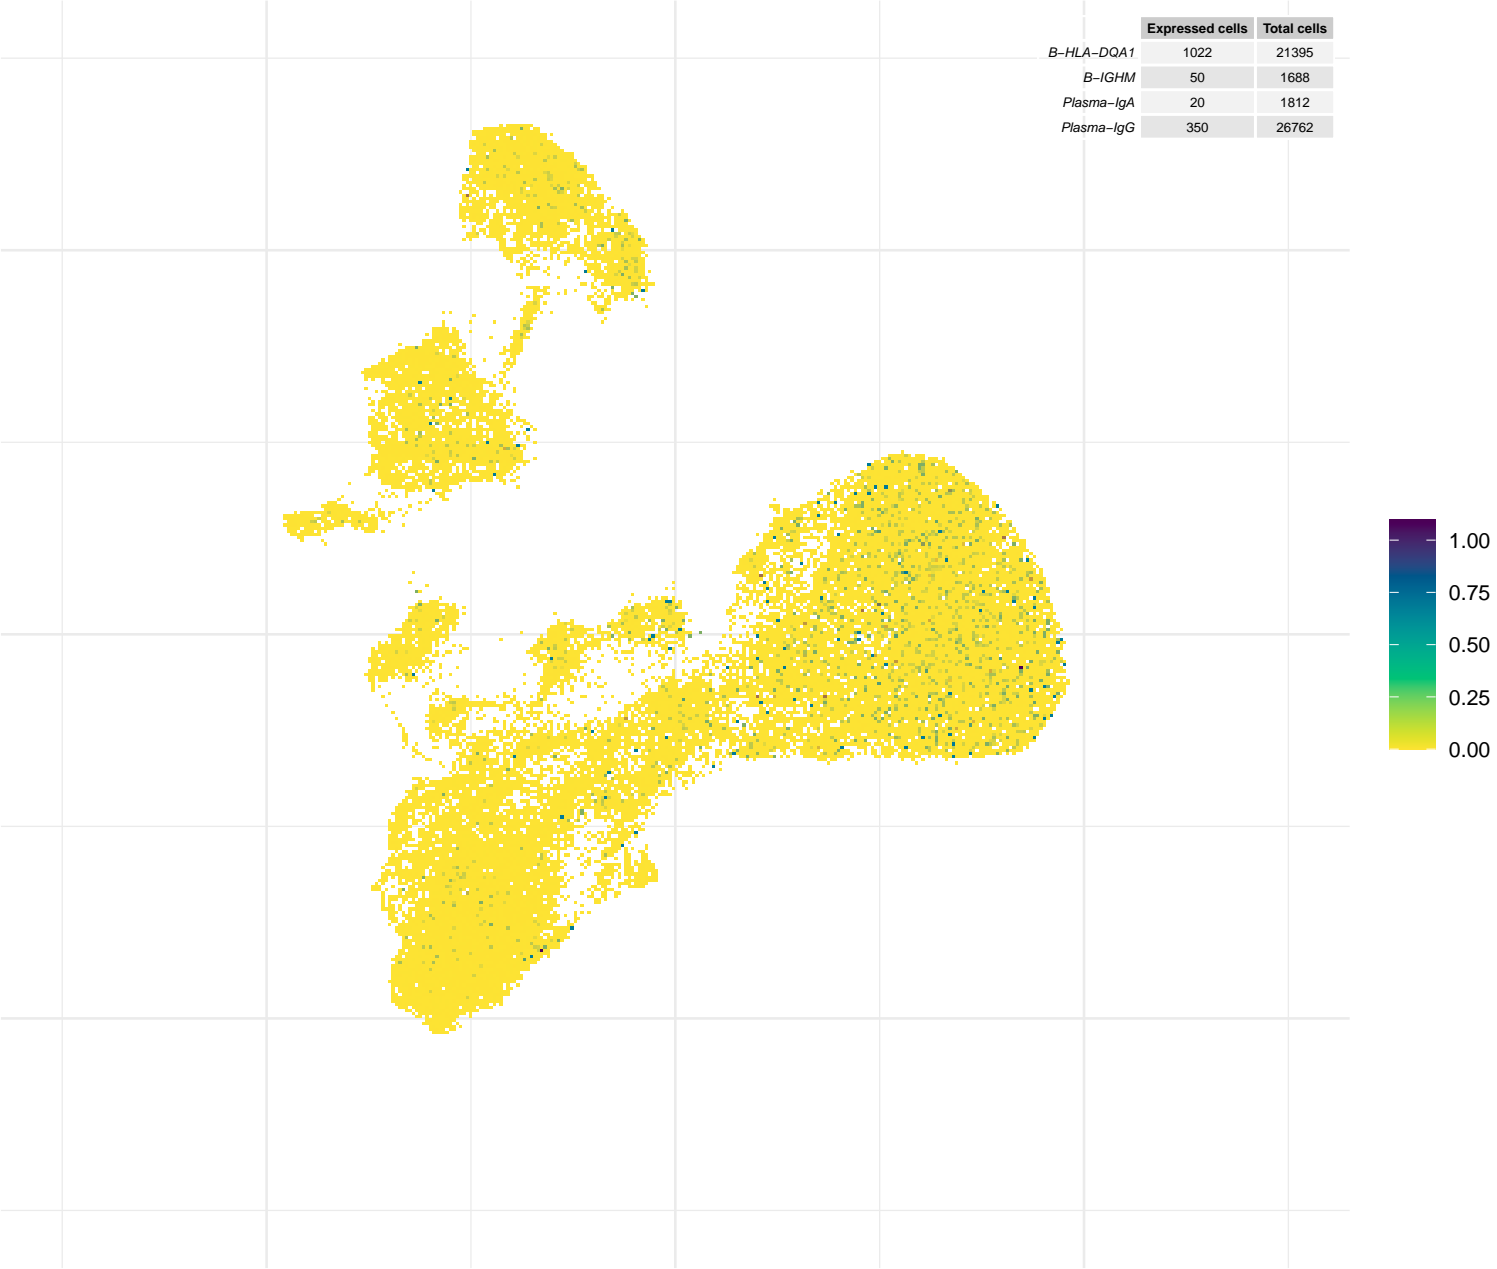 Expressed cells Total cells
B−HLA−DQA1 1022 21395
B−IGHM 50 1688
Plasma−IgA 20 1812
Plasma−IgG 350 26762
1.00
0.75
0.50
0.25
0.00